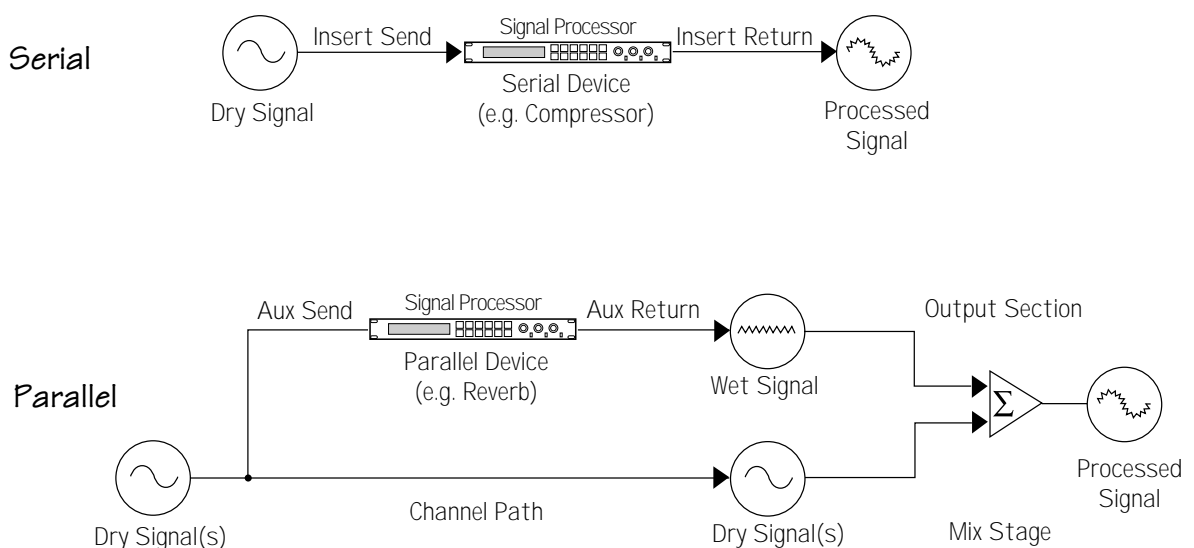 Serial
Dry Signal
Insert Send
Signal Processor
Serial Device
(e.g. Compressor)
Insert Return
Processed
Signal
Parallel
Dry Signal(s)
Aux Send
Signal Processor
Parallel Device
(e.g. Reverb)
Aux Return
Wet Signal
Channel Path
Dry Signal(s)
Output Section
Σ
Mix Stage
Processed
Signal